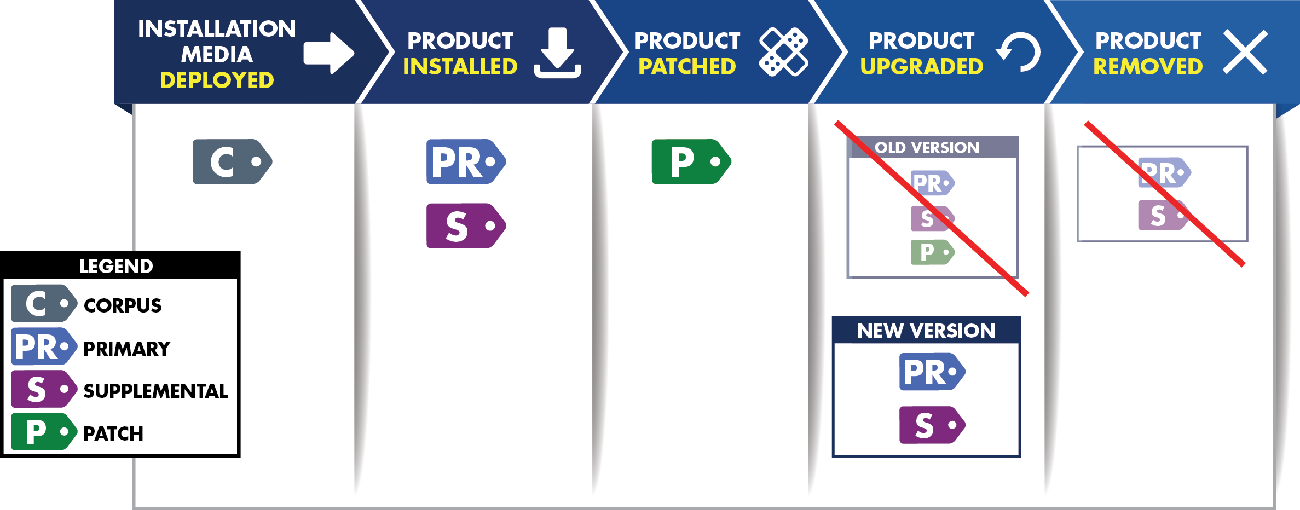 INSTALLATION
MEDIA
DEPLOYED
PRODUCT
INSTALLED
PRODUCT
PATCHED
PRODUCT
UPGRADED
PRODUCT
REMOVED
C
PR
S
P
OLD VERSION
PR
S
P
NEW VERSION
PR
S
PR
S
LEGEND
C CORPUS
PR PRIMARY
S SUPPLEMENTAL
P PATCH